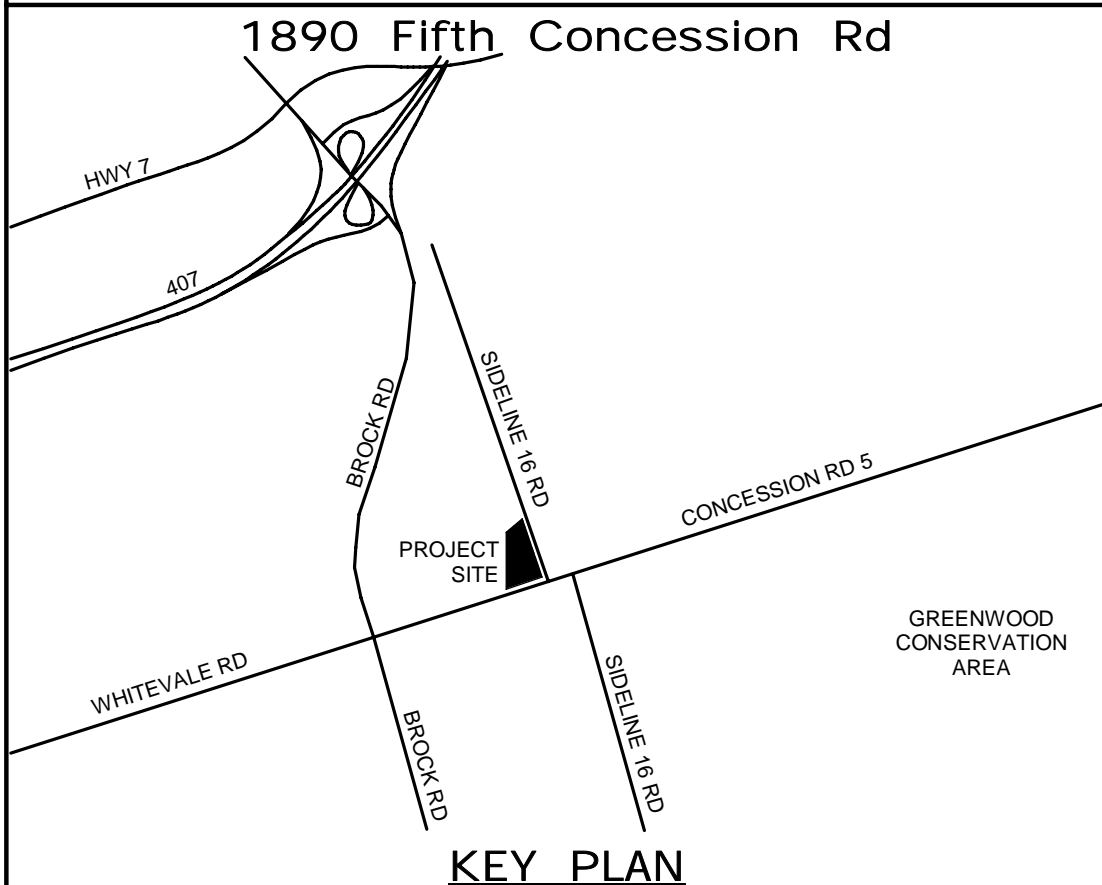 1890 Fifth Concession Rd
HWY 7
407
SIDELINE 16 RD
BROCK RD
CONCESSION RD 5
PROJECT
SITE
GREENWOOD
CONSERVATION
AREA
WHITEVALE RD
SIDELINE 16 RD
BROCK RD
KEY PLAN